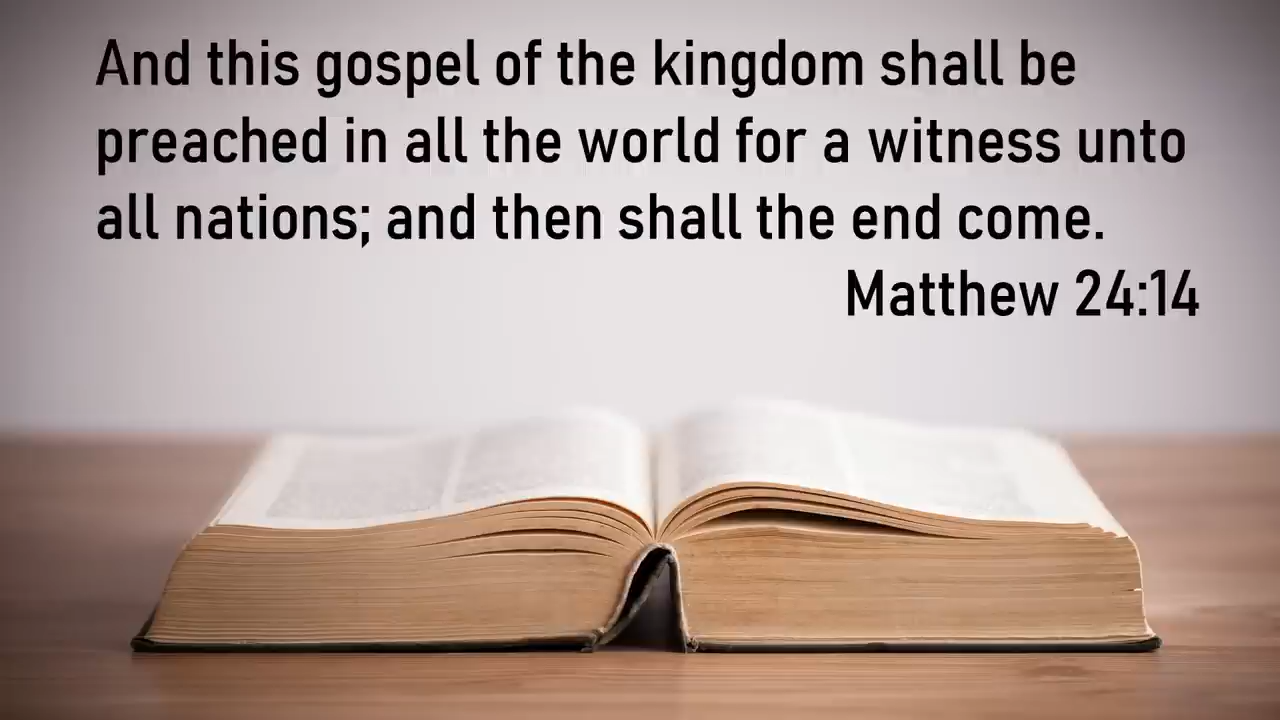 And this gospel of the kingdom shall be
preached in all the world for a witness unto
all nations; and then shall the end come.
Matthew 24:14